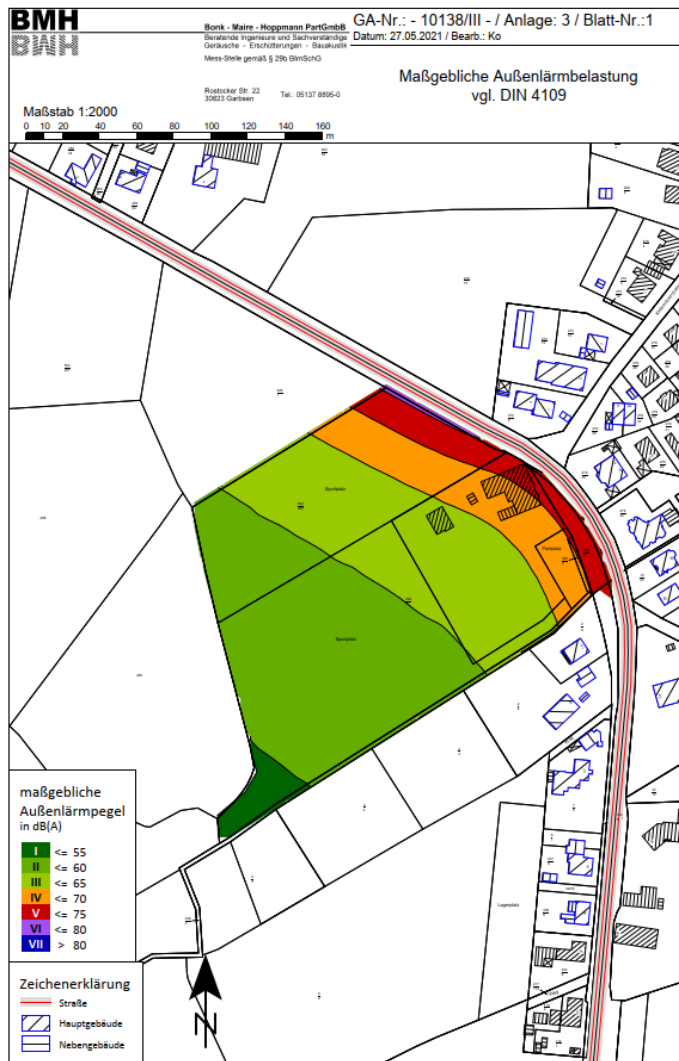 BMH
BWH
Bonk - Maire - Hoppmann PartGmbB
Beratende Ingenieure und Sachverständige
Geräusche - Erschütterungen - Bauakustik
Mess-Stelle gemäß § 29b BImSchG
Rostocker Str. 22
30823 Garbsen
Tel.: 05137 8895-0
GA-Nr.: - 10138/III - / Anlage: 3 / Blatt-Nr.:1
Datum: 27.05.2021 / Bearb.: Ko
Maßgebliche Außenlärmbelastung
vgl. DIN 4109
Maßstab 1:2000
0 10 20 40 60 80 100 120 140 160
m
Sportplatz
Parkplatz
Sportplatz
Lagerplatz
maßgebliche
Außenlärmpegel
in dB(A)
I <= 55
II <= 60
III <= 65
IV <= 70
V <= 75
VI <= 80
VII > 80
Zeichenerklärung
Straße
Hauptgebäude
Nebengebäude
N